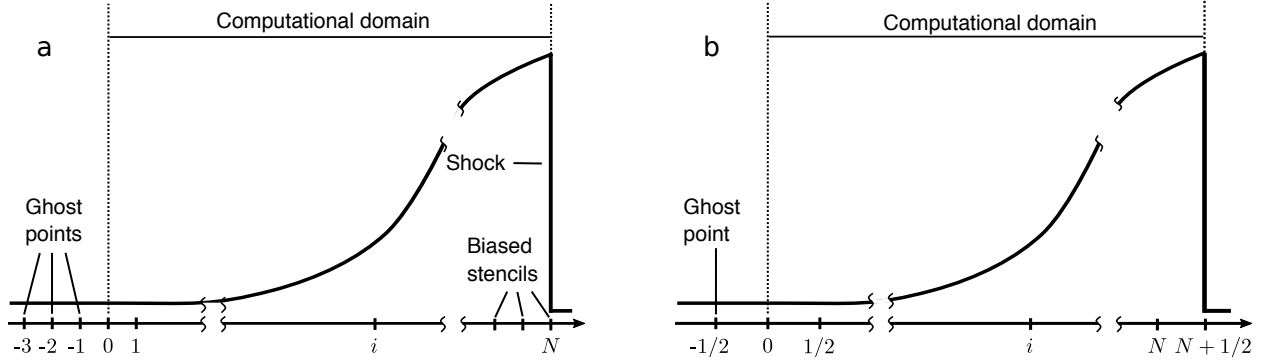 a
Computational domain
Shock
Ghost
points
Biased
stencils
-3 -2 -1 0 1 i N
b
Computational domain
Ghost
point
-1/2 0 1/2 i N N + 1/2